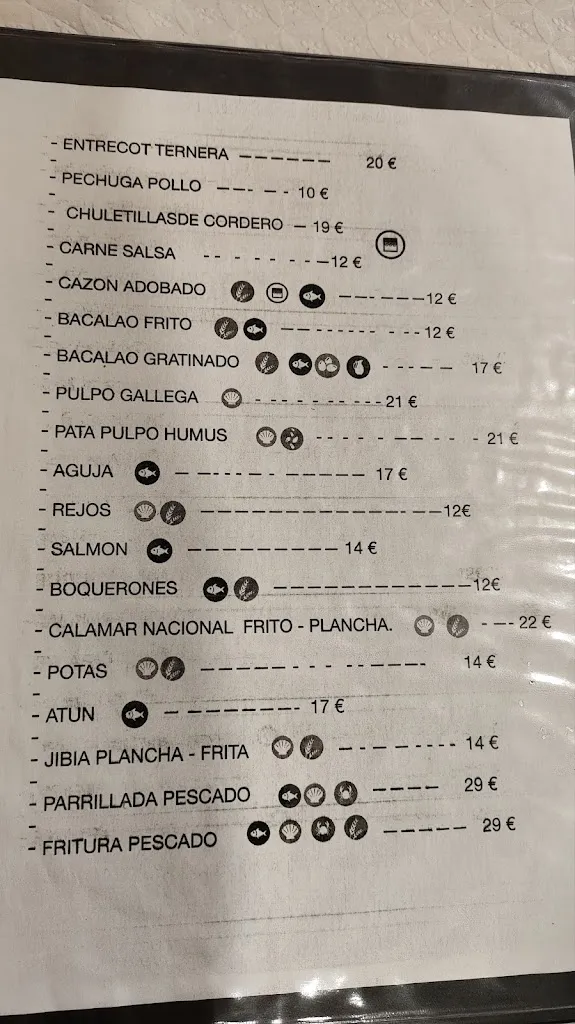 - ENTRECOT TERNERA ------ 20 €
- PECHUGA POLLO ----- 10 €
- CHULETILLASDE CORDERO - 19 €
- CARNE SALSA - - - - - - ---12 €
- CAZON ADOBADO ------12 €
- BACALAO FRITO ------- - --- 12 €
- BACALAO GRATINADO - - - - - 17 €
- PULPO GALLEGA - - - - - - - ---21 €
- PATA PULPO HUMUS - - - - - -- -- - - 21 €
- AGUJA - ---- - ------ 17 €
- REJOS ----------------12€
- SALMON ----------- 14 €
- BOQUERONES ---------------12€
- CALAMAR NACIONAL FRITO - PLANCHA. --- 22 €
- POTAS ------ - - ------ 14 €
- ATUN ---------- 17 €
- JIBIA PLANCHA - FRITA --------- 14 €
- PARRILLADA PESCADO ----- 29 €
- FRITURA PESCADO ------ 29 €